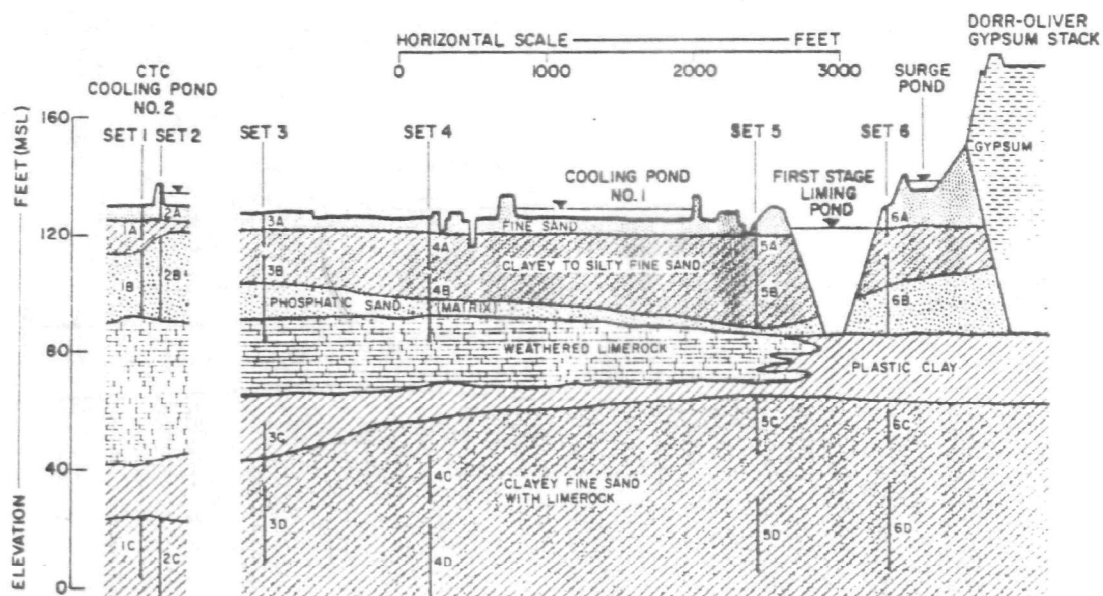 HORIZONTAL SCALE FEET
0 1000 2000 3000
DORR-OLIVER
GYPSUM STACK
CTC
COOLING POND
NO. 2
SURGE
POND
FEET (MSL)
ELEVATION
160
120
80
40
0
SET 1 SET 2
SET 3
SET 4
SET 5
SET 6
COOLING POND
NO. 1
FIRST STAGE
LIMING
POND
GYPSUM
2A
1A
3A
FINE SAND
6A
4A
5A
3B
CLAYEY TO SILTY FINE SAND
1B
2B
4B
5B
6B
PHOSPHATIC SAND (MATRIX)
WEATHERED LIMEROCK
PLASTIC CLAY
3C
5C
6C
4C
CLAYEY FINE SAND
WITH LIMEROCK
3D
5D
6D
1C
2C
4D